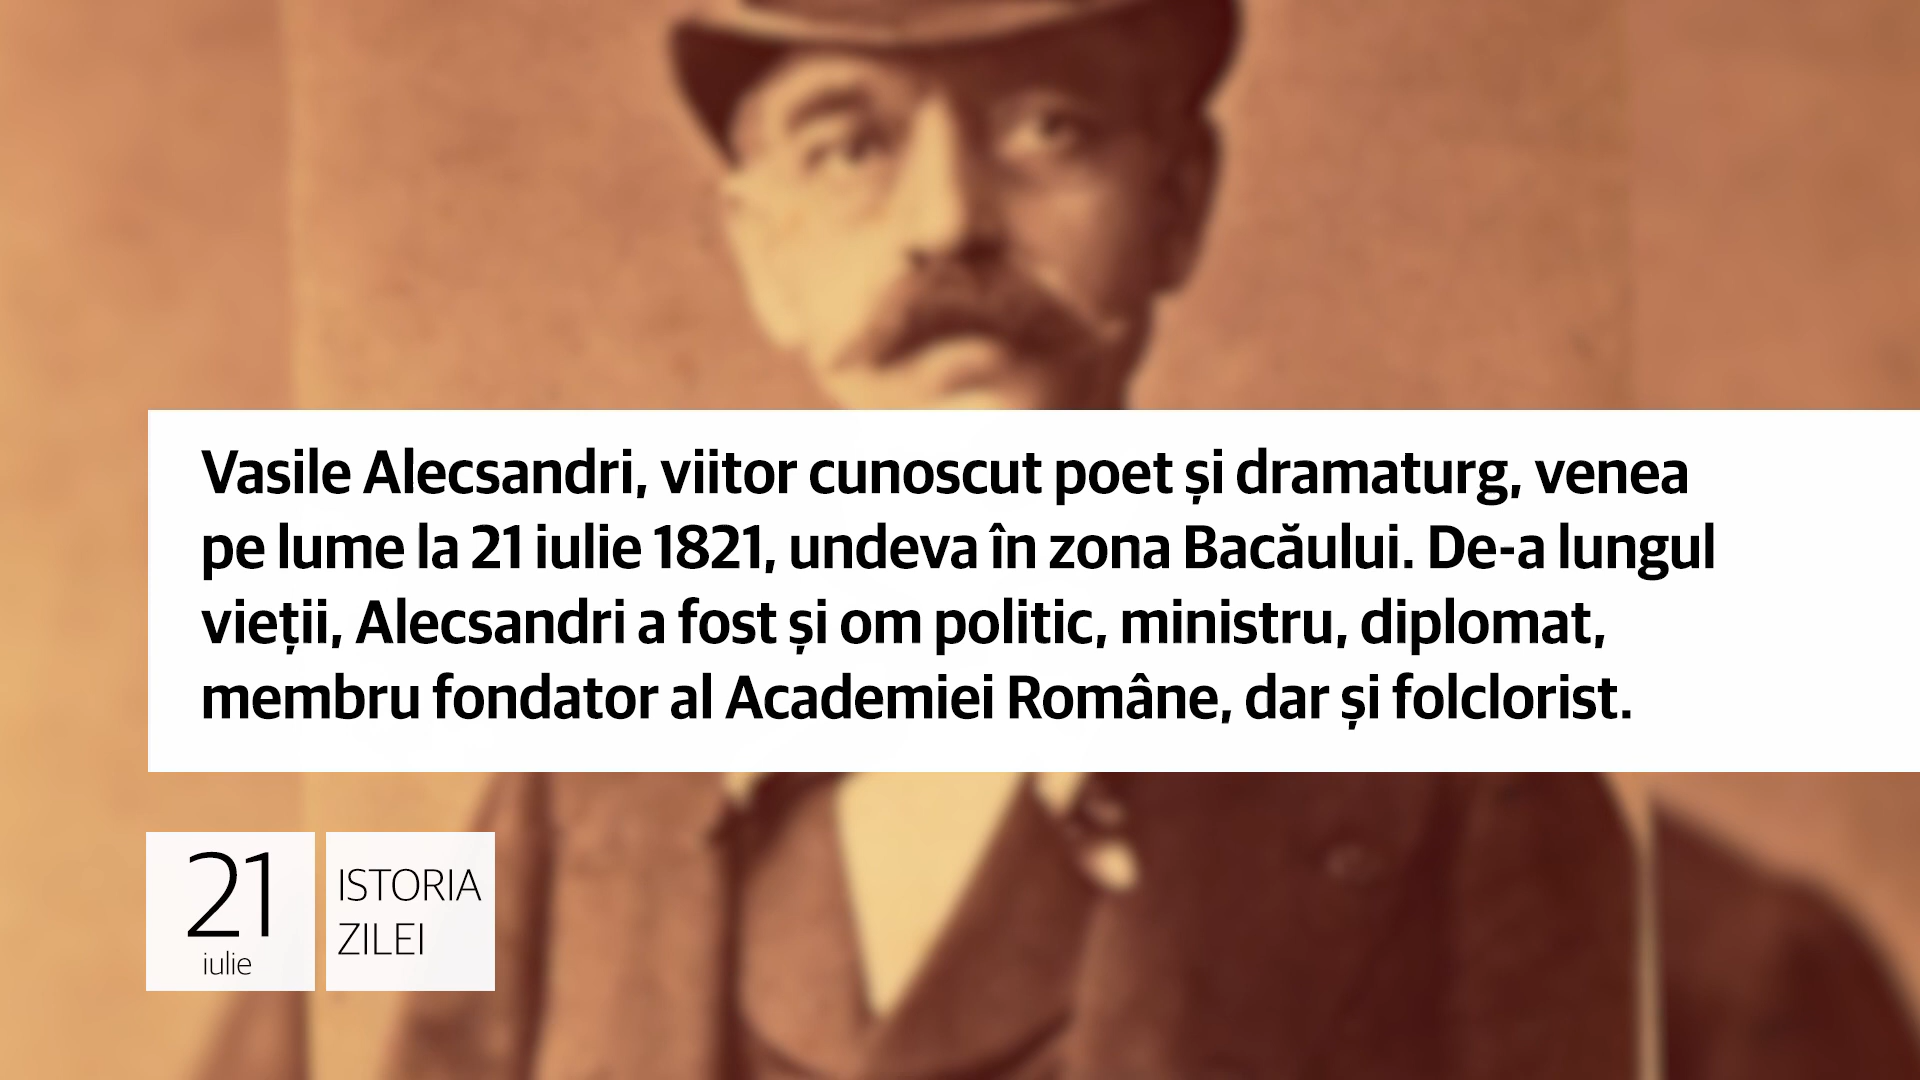 Vasile Alecsandri, viitor cunoscut poet și dramaturg, venea
pe lume la 21 iulie 1821, undeva în zona Bacăului. De-a lungul
vieții, Alecsandri a fost și om politic, ministru, diplomat,
membru fondator al Academiei Române, dar și folclorist.
21
iulie
ISTORIA
ZILEI